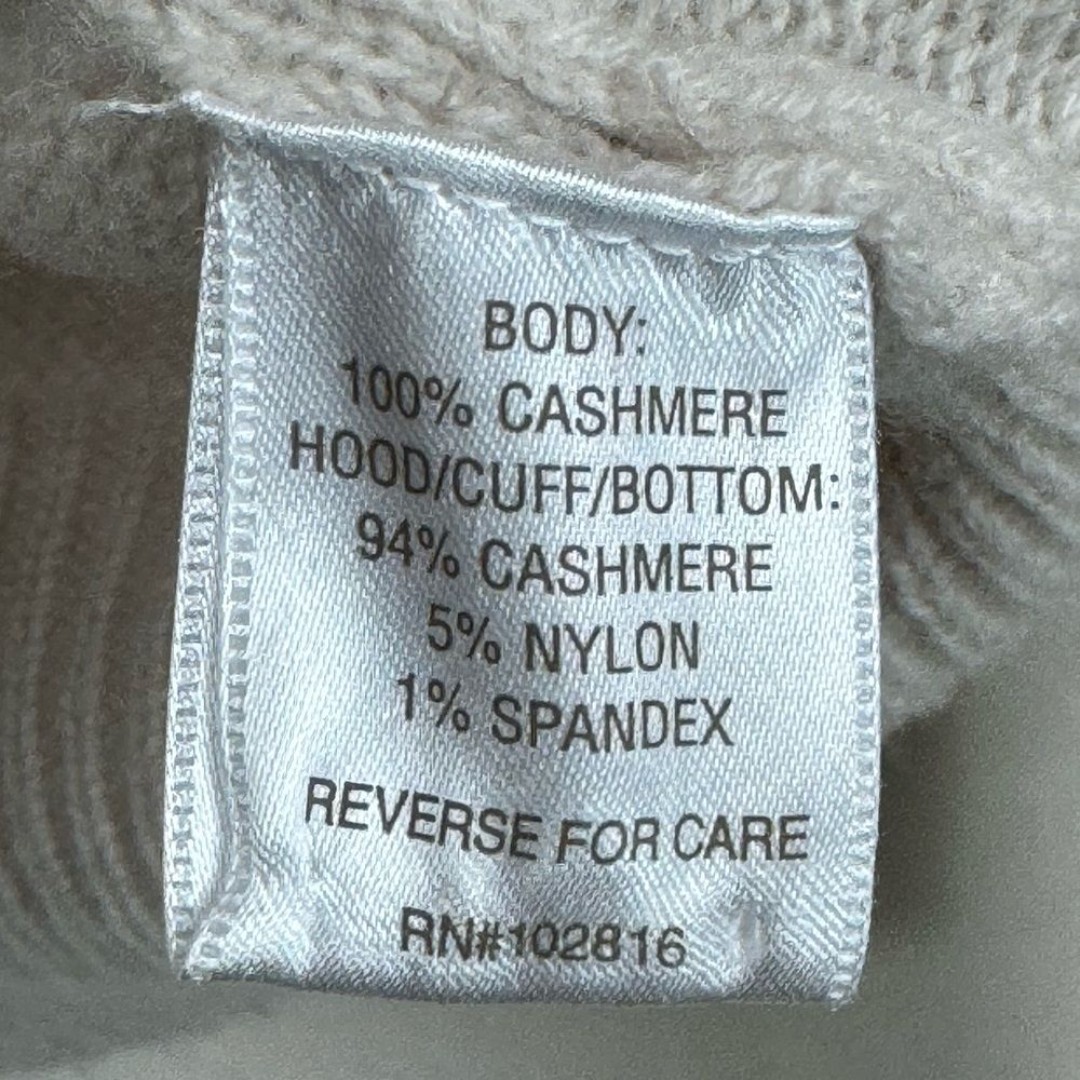 BODY:
100% CASHMERE
HOOD/CUFF/BOTTOM:
94% CASHMERE
5% NYLON
1% SPANDEX
REVERSE FOR CARE
RN#102816